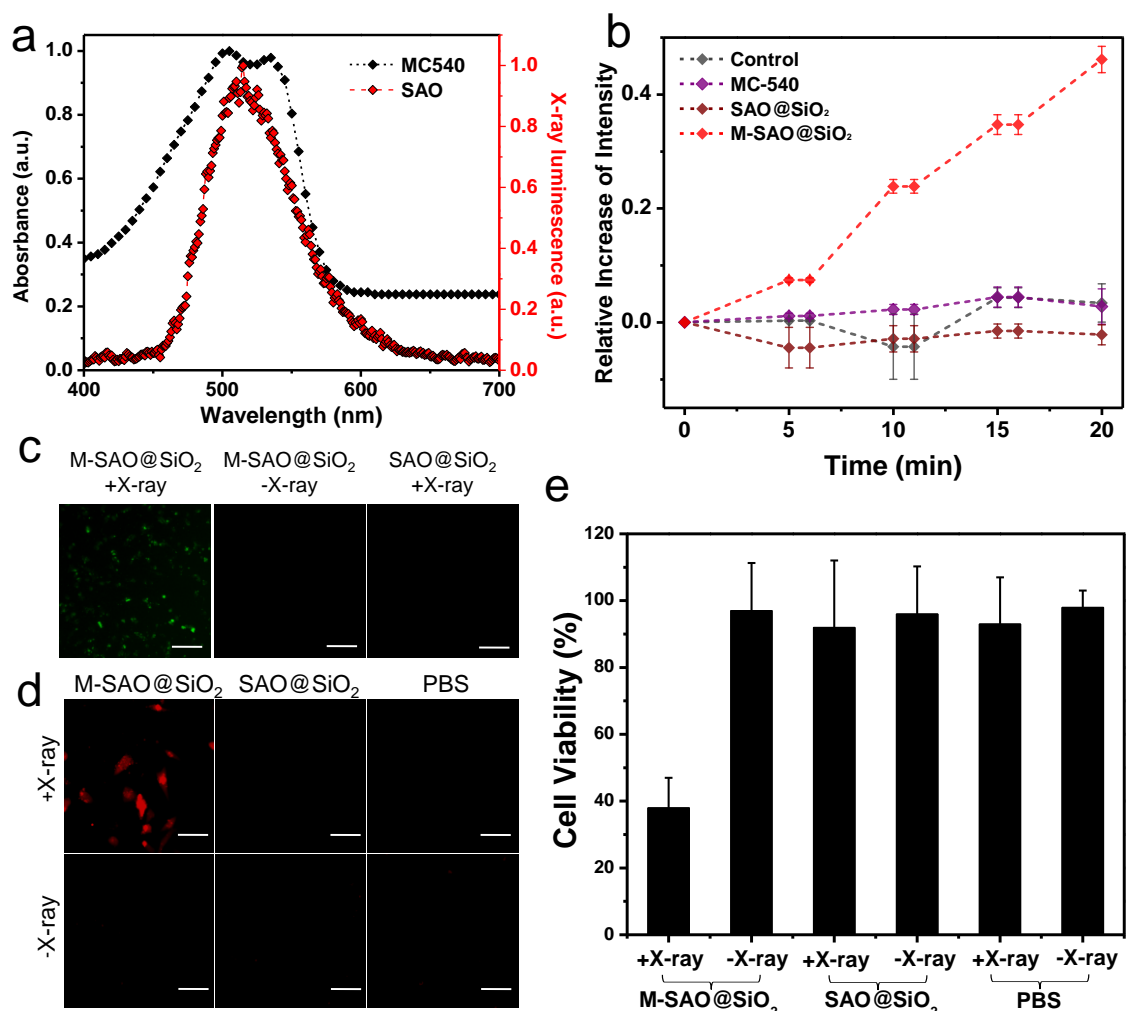 a
MC540
SAO
Abosrbance (a.u.)
1.0
0.8
0.6
0.4
0.2
0.0
X-ray luminescence (a.u.)
1.0
0.8
0.6
0.4
0.2
0.0
400 500 600 700
Wavelength (nm)
b
Control
MC-540
SAO@SiO₂
M-SAO@SiO₂
Relative Increase of Intensity
0.4
0.2
0.0
0 5 10 15 20
Time (min)
c
M-SAO@SiO₂ M-SAO@SiO₂ SAO@SiO₂
+X-ray -X-ray +X-ray
d
M-SAO@SiO₂ SAO@SiO₂ PBS
+X-ray
-X-ray
e
Cell Viability (%)
120
100
80
60
40
20
0
+X-ray -X-ray +X-ray -X-ray +X-ray -X-ray
M-SAO@SiO₂ SAO@SiO₂ PBS